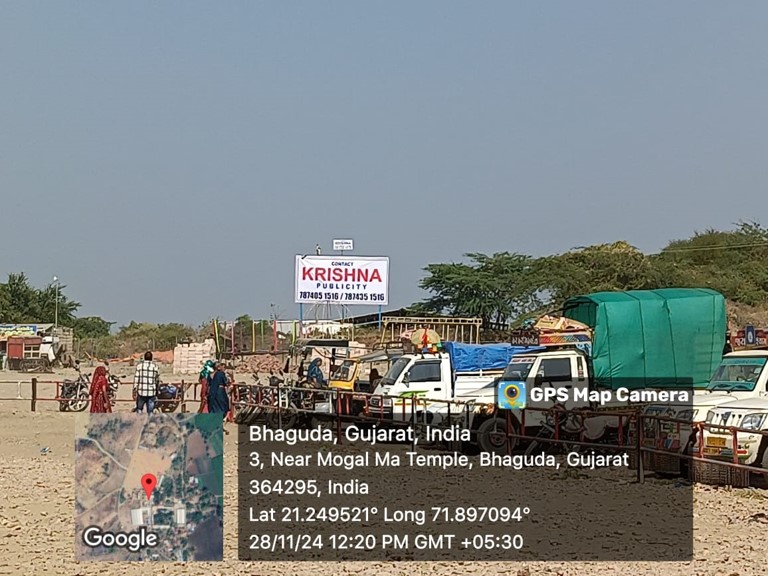 CONTACT
KRISHNA
PUBLICITY
787405 1516 / 787435 1516
GPS Map Camera
Bhaguda, Gujarat, India
3, Near Mogal Ma Temple, Bhaguda, Gujarat
364295, India
Lat 21.249521° Long 71.897094°
28/11/24 12:20 PM GMT +05:30
Google